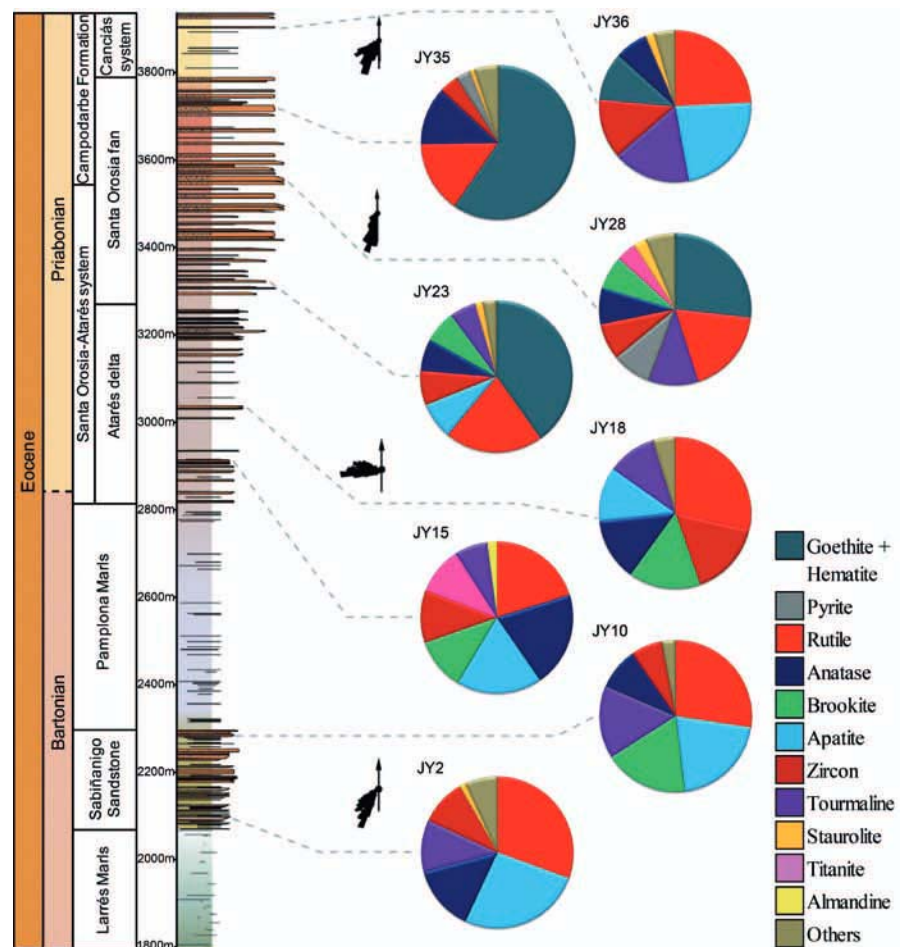 Eocene
Priabonian
Bartonian
Campodarbe Formation
Santa Orosia-Atarés system
Canciás
system
Santa Orosia fan
Atarés delta
Pamplona Marls
Sabiñanigo
Sandstone
Larrés Marls
3800m
3600m
3400m
3200m
3000m
2800m
2600m
2400m
2200m
2000m
1800m
JY35
JY36
JY23
JY28
JY18
JY15
JY10
JY2
Goethite +
Hematite
Pyrite
Rutile
Anatase
Brookite
Apatite
Zircon
Tourmaline
Staurolite
Titanite
Almandine
Others